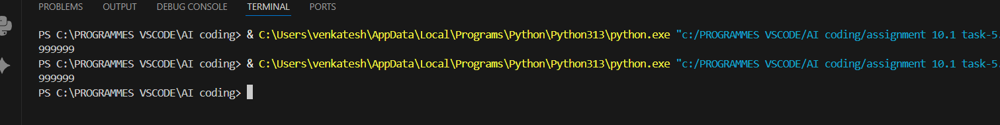 PROBLEMS OUTPUT DEBUG CONSOLE TERMINAL PORTS
PS C:\PROGRAMMES VSCODE\AI coding> & C:\Users\venkatesh\AppData\Local\Programs\Python\Python313\python.exe "c:/PROGRAMMES VSCODE/AI coding/assignment 10.1 task-5.
999999
PS C:\PROGRAMMES VSCODE\AI coding> & C:\Users\venkatesh\AppData\Local\Programs\Python\Python313\python.exe "c:/PROGRAMMES VSCODE/AI coding/assignment 10.1 task-5.
999999
PS C:\PROGRAMMES VSCODE\AI coding>